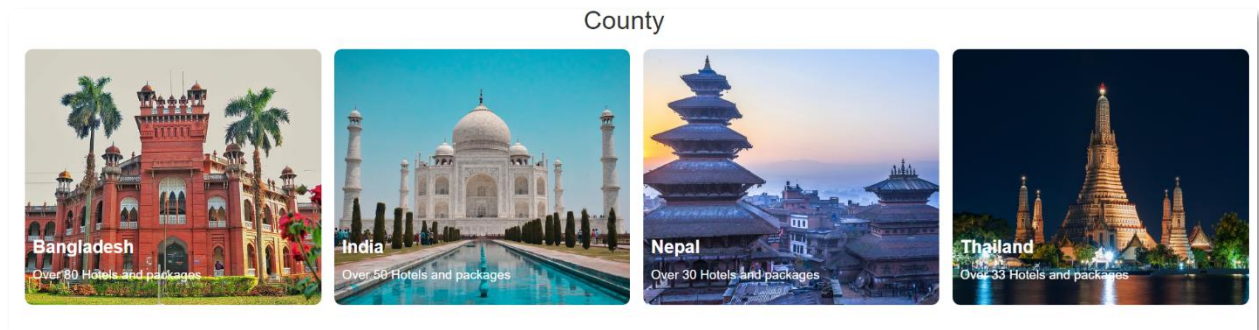 County
Bangladesh
Over 80 Hotels and packages
India
Over 50 Hotels and packages
Nepal
Over 30 Hotels and packages
Thailand
Over 33 Hotels and packages